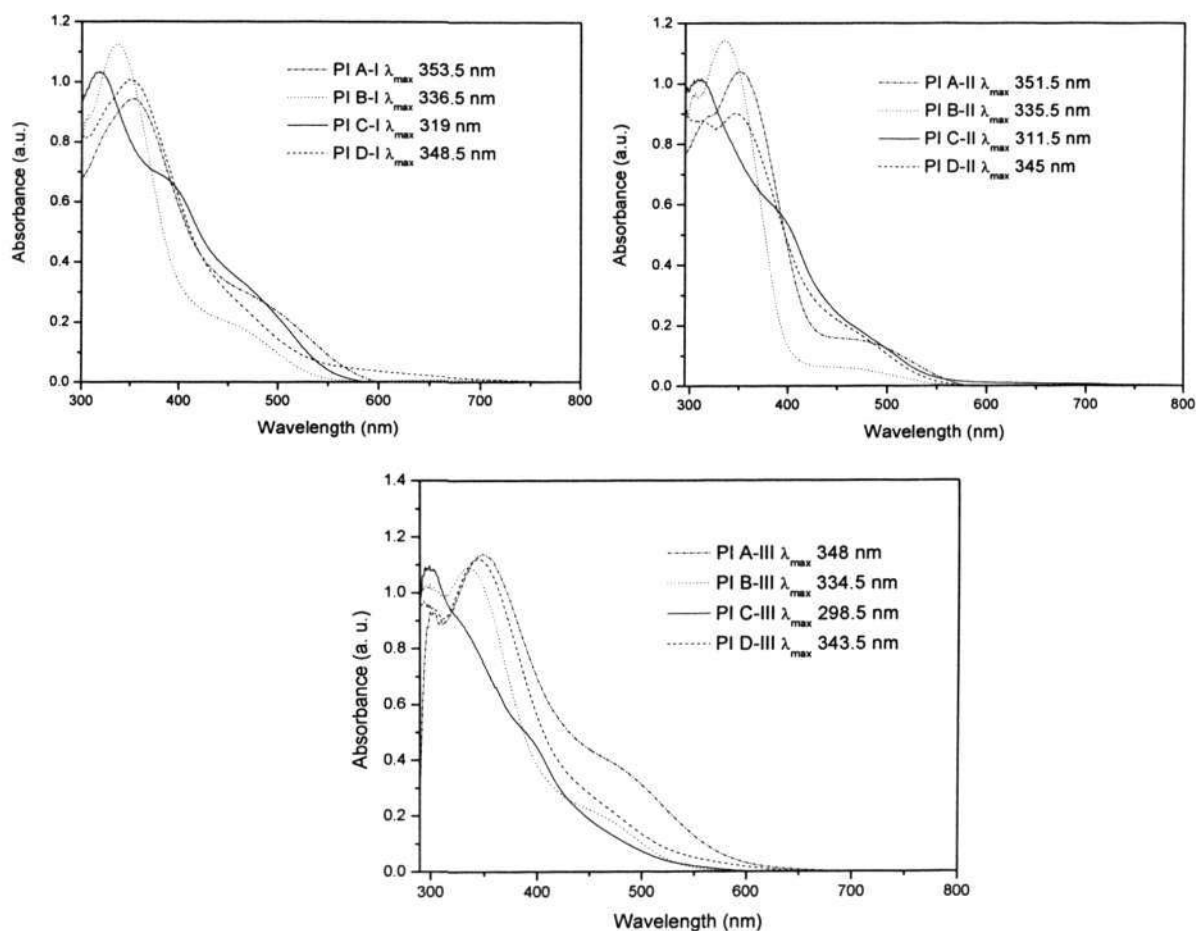 1.2
1.0
0.8
0.6
0.4
0.2
0.0
Absorbance (a.u.)
300 400 500 600 700 800
Wavelength (nm)
PI A-I λmax 353.5 nm
PI B-I λmax 336.5 nm
PI C-I λmax 319 nm
PI D-I λmax 348.5 nm
1.2
1.0
0.8
0.6
0.4
0.2
0.0
Absorbance (a.u.)
300 400 500 600 700 800
Wavelength (nm)
PI A-II λmax 351.5 nm
PI B-II λmax 335.5 nm
PI C-II λmax 311.5 nm
PI D-II λmax 345 nm
1.4
1.2
1.0
0.8
0.6
0.4
0.2
0.0
Absorbance (a. u.)
300 400 500 600 700 800
Wavelength (nm)
PI A-III λmax 348 nm
PI B-III λmax 334.5 nm
PI C-III λmax 298.5 nm
PI D-III λmax 343.5 nm